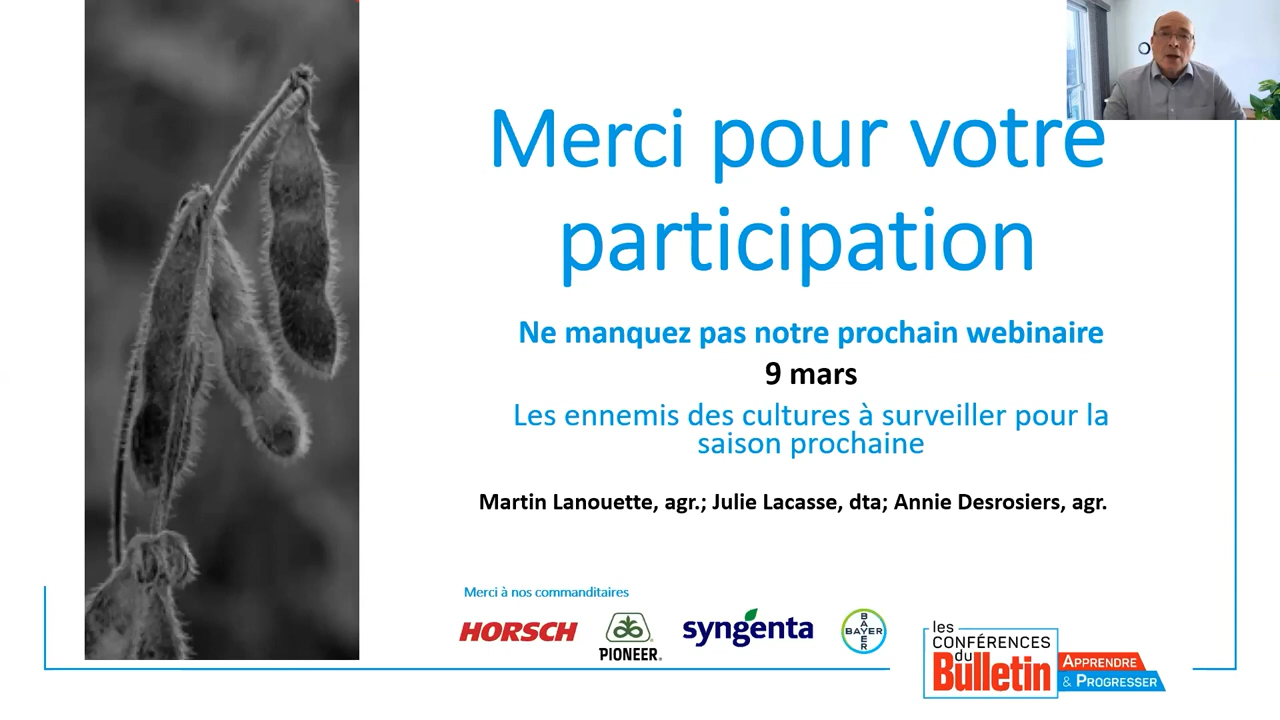 Merci pour votre
participation
Ne manquez pas notre prochain webinaire
9 mars
Les ennemis des cultures à surveiller pour la
saison prochaine
Martin Lanouette, agr.; Julie Lacasse, dta; Annie Desrosiers, agr.
Merci à nos commanditaires
HORSCH
PIONEER
syngenta
BAYER
BAYER
les
CONFÉRENCES
du
Bulletin
APPRENDRE
& PROGRESSER